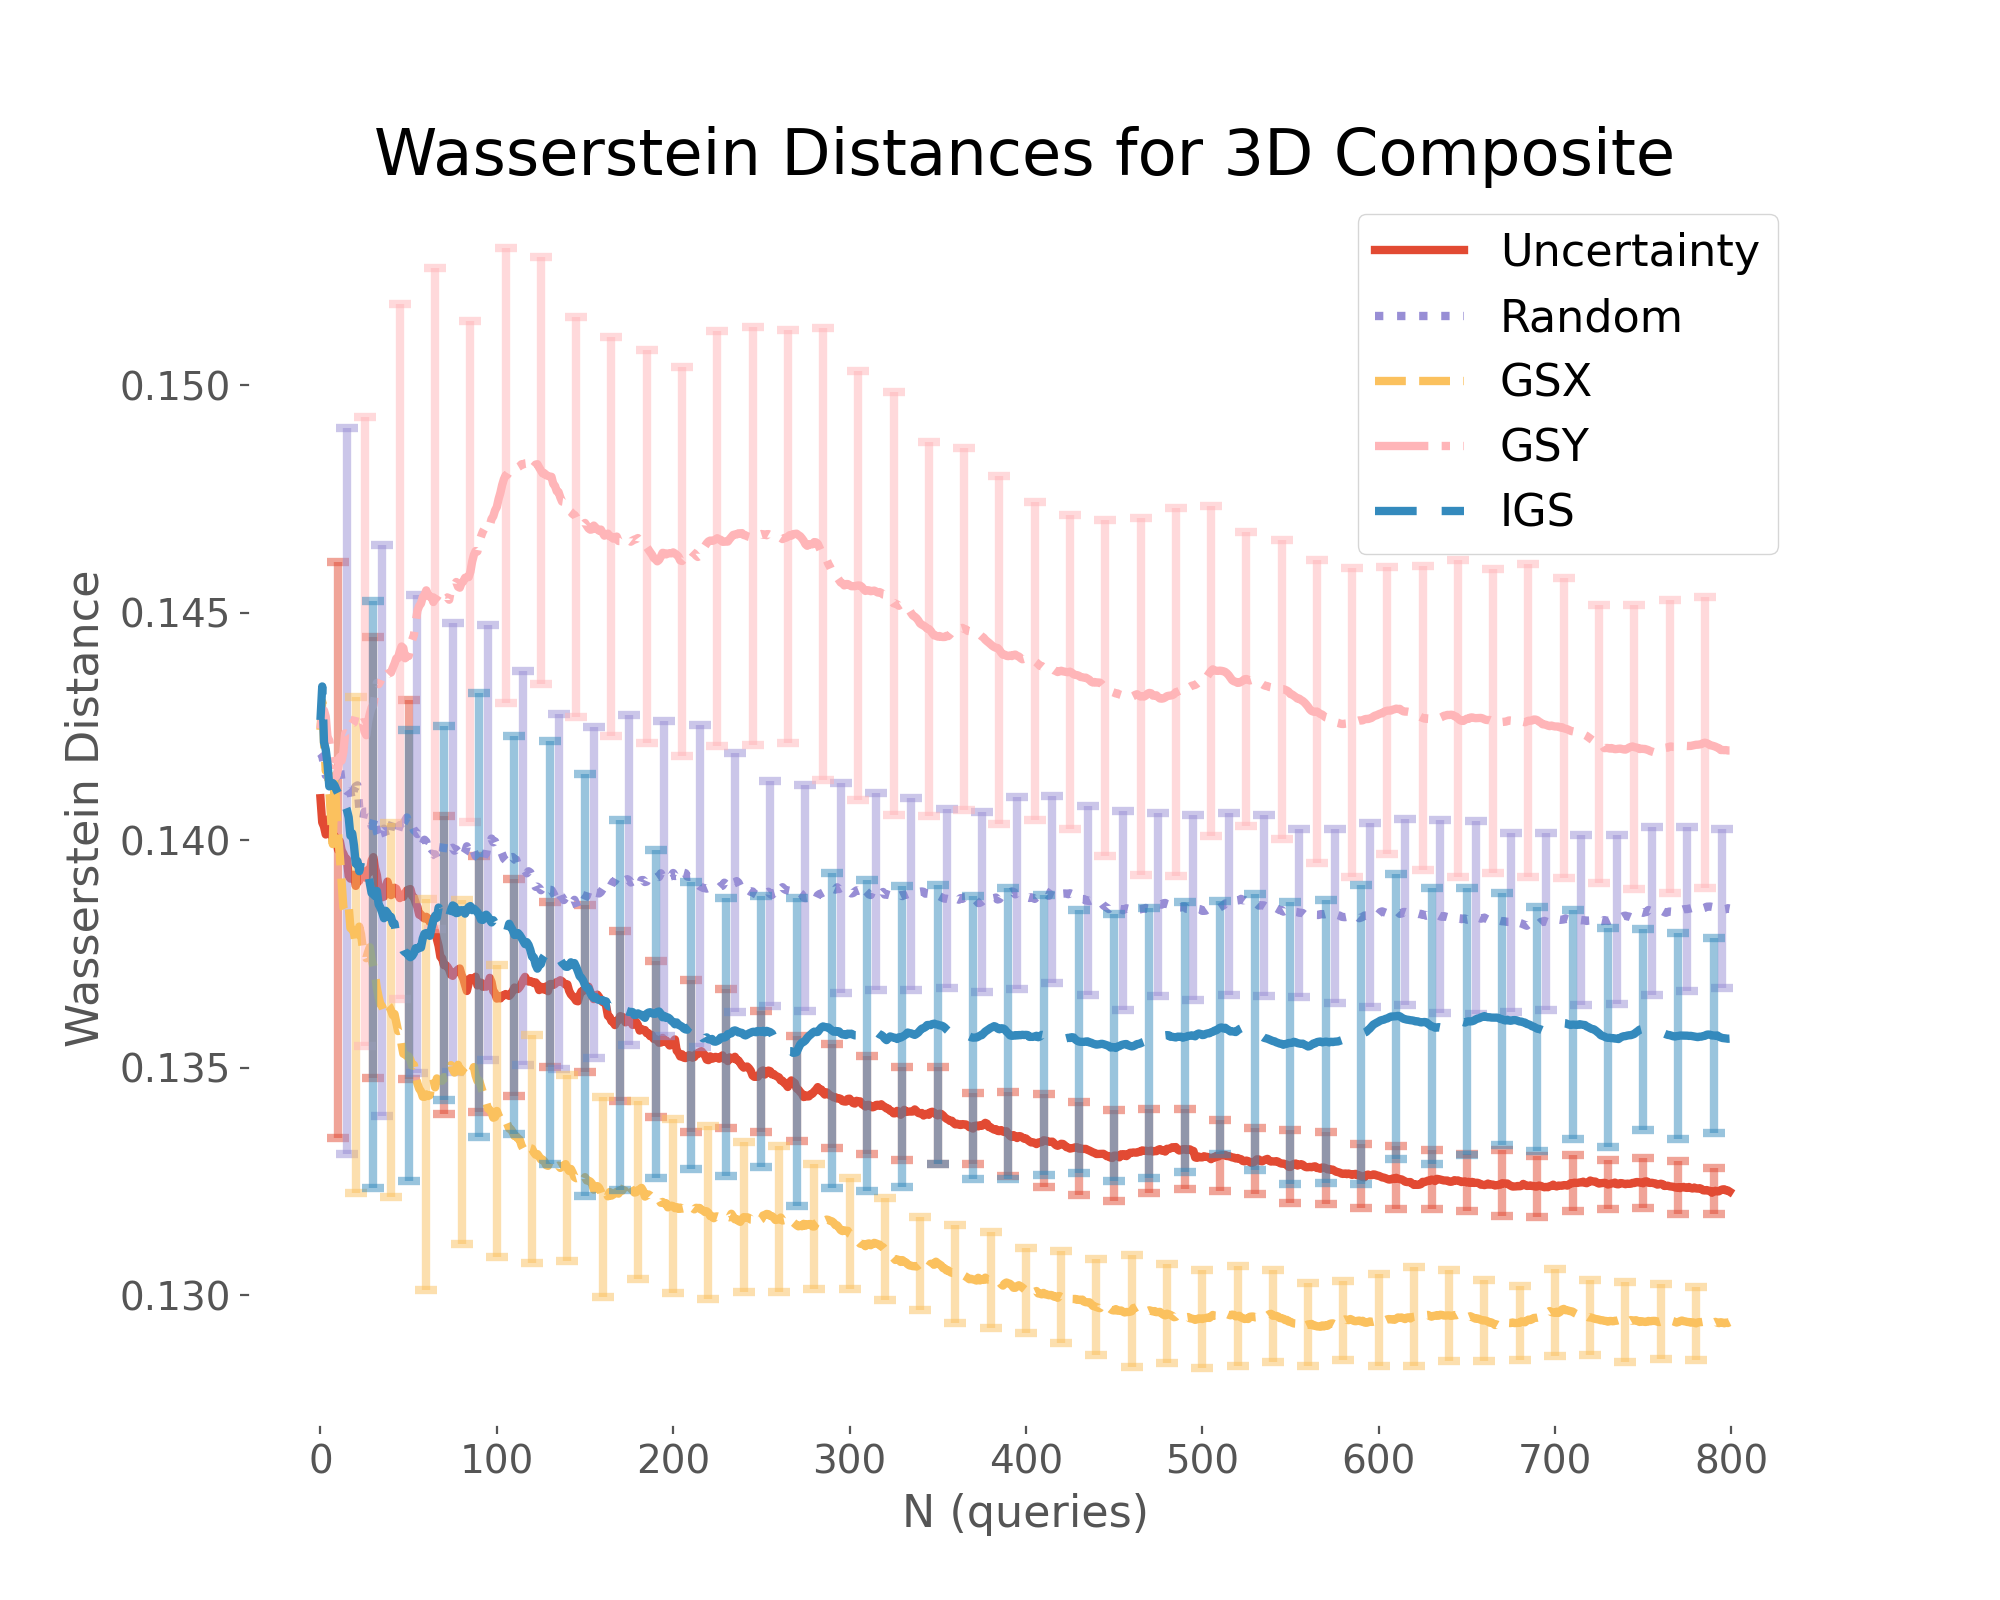 Wasserstein Distances for 3D Composite
Uncertainty
Random
GSX
GSY
IGS
Wasserstein Distance
0.150
0.145
0.140
0.135
0.130
0 100 200 300 400 500 600 700 800
N (queries)